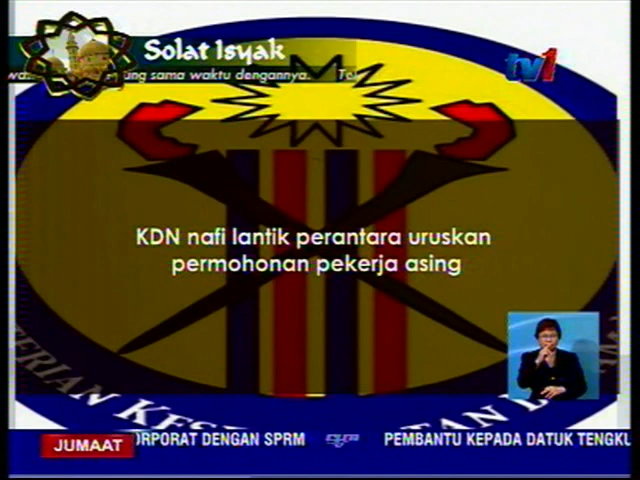 Solat Isyak
sama waktu dengannya.
tv1
KDN nafi lantik perantara uruskan
permohonan pekerja asing
JUMAAT
ORPORAT DENGAN SPRM
PEMBANTU KEPADA DATUK TENGKU